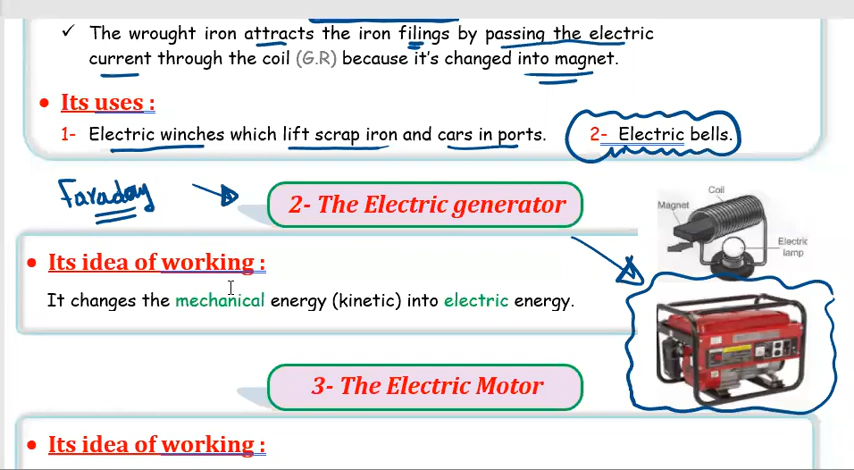 ✓ The wrought iron attracts the iron filings by passing the electric
current through the coil (G.R) because it's changed into magnet.
• Its uses :
1- Electric winches which lift scrap iron and cars in ports. 2- Electric bells.
Faraday
2- The Electric generator
Coil
Magnet
Electric
lamp
• Its idea of working :
It changes the mechanical energy (kinetic) into electric energy.
3- The Electric Motor
• Its idea of working :